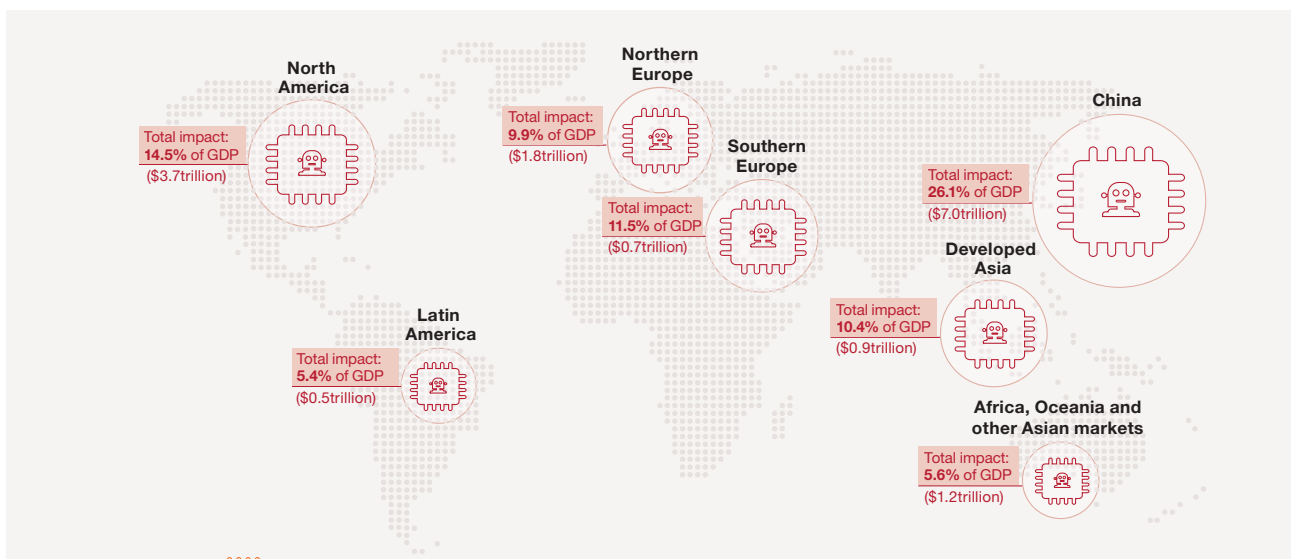 North
America
Total impact:
14.5% of GDP
($3.7trillion)
Northern
Europe
Total impact:
9.9% of GDP
($1.8trillion)
Southern
Europe
Total impact:
11.5% of GDP
($0.7trillion)
China
Total impact:
26.1% of GDP
($7.0trillion)
Developed
Asia
Total impact:
10.4% of GDP
($0.9trillion)
Latin
America
Total impact:
5.4% of GDP
($0.5trillion)
Africa, Oceania and
other Asian markets
Total impact:
5.6% of GDP
($1.2trillion)